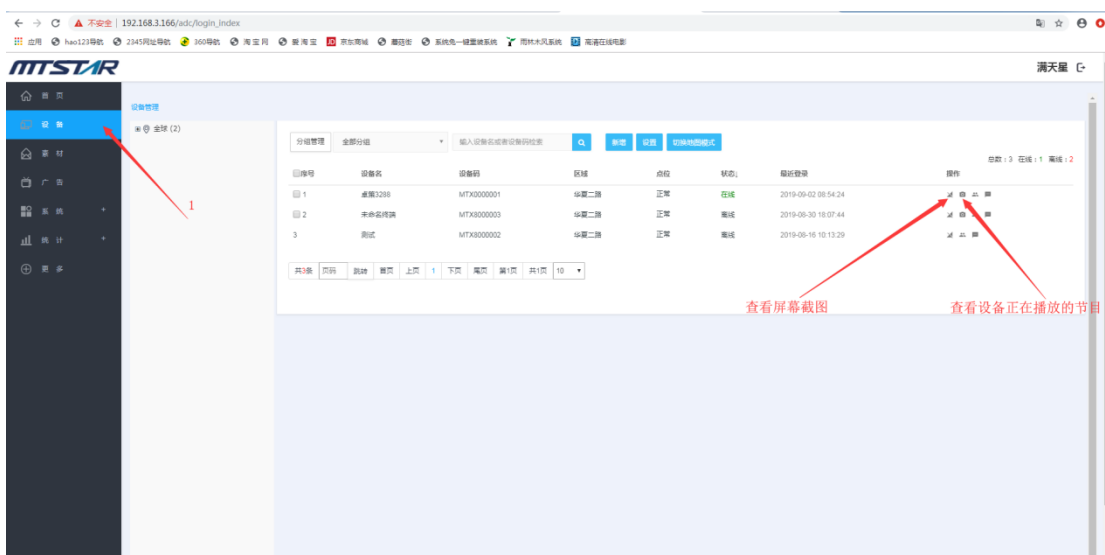 不安全 | 192.168.3.166/adc/login_index
应用 hao123导航 2345网址导航 360导航 淘宝网 爱淘宝 JD 京东商城 蘑菇街 系统兔一键重装系统 雨林木风系统 高清在线电影
MTSTAR 满天星
首 页
设备管理
设 备
全球 (2)
素 材
广 告
系 统 +
统 计 +
更 多
1
分组管理 全部分组 输入设备名或者设备码检索 新增 设置 切换地图模式
总数：3 在线：1 离线：2
序号 设备名 设备码 区域 点位 状态↓ 最近登录 操作
1 卓策3288 MTX0000001 华夏二路 正常 在线 2019-09-02 08:54:24
2 未命名终端 MTX8000003 华夏二路 正常 离线 2019-08-30 18:07:44
3 测试 MTX8000002 华夏二路 正常 离线 2019-08-16 10:13:29
共3条 页码 跳转 首页 上页 1 下页 尾页 第1页 共1页 10
查看屏幕截图 查看设备正在播放的节目